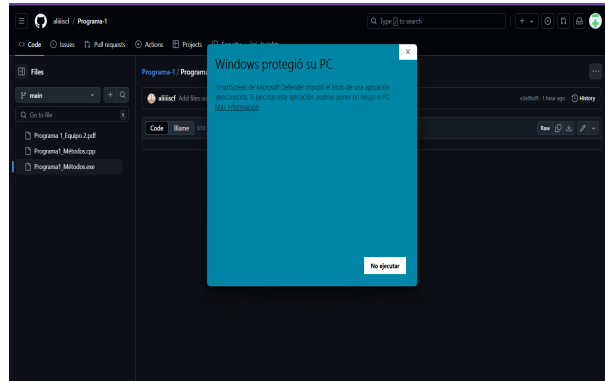 aliiiscf / Programa-1
Type / to search
Code Issues Pull requests Actions Projects
Files
main
Go to file
t
Programa 1_Equipo 2.pdf
Programa1_Métodos.cpp
Programa1_Métodos.exe
Programa-1 / Program
aliiiscf Add files
1 hour ago History
Code Blame
Raw
Windows protegió su PC
X
SmartScreen de Microsoft Defender impidió el inicio de una aplicación
desconocida. Si ejecutas esta aplicación, podrías poner en riesgo el PC.
Más información
No ejecutar